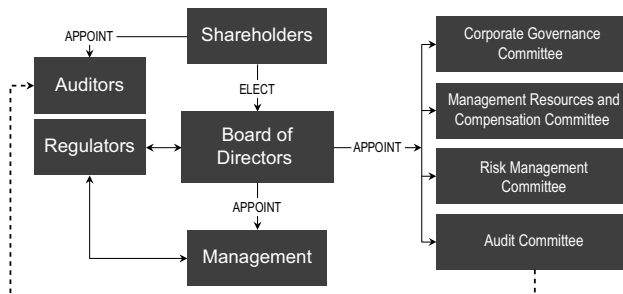 APPOINT
Shareholders
Auditors
ELECT
Regulators
Board of
Directors
APPOINT
APPOINT
Management
Corporate Governance
Committee
Management Resources and
Compensation Committee
Risk Management
Committee
Audit Committee